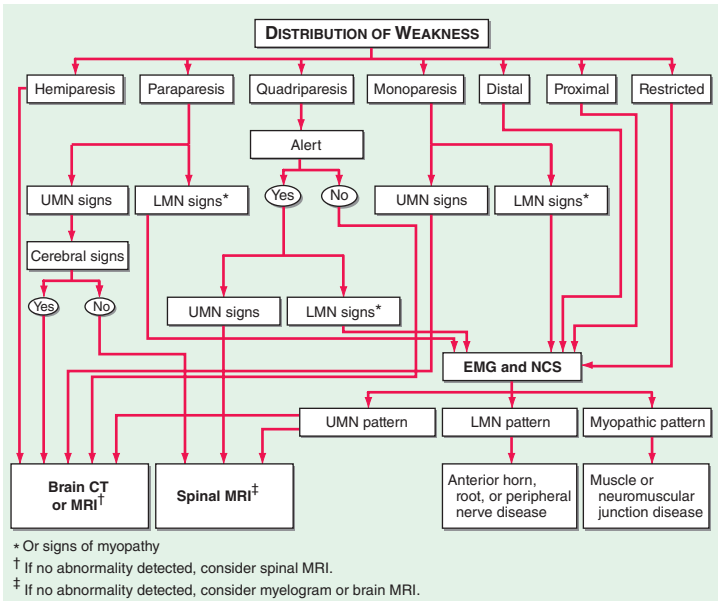 DISTRIBUTION OF WEAKNESS
Hemiparesis
Paraparesis
Quadriparesis
Monoparesis
Distal
Proximal
Restricted
Alert
Yes
No
UMN signs
LMN signs*
UMN signs
LMN signs*
Cerebral signs
Yes
No
UMN signs
LMN signs*
EMG and NCS
UMN pattern
LMN pattern
Myopathic pattern
Brain CT
or MRI†
Spinal MRI‡
Anterior horn,
root, or peripheral
nerve disease
Muscle or
neuromuscular
junction disease
* Or signs of myopathy
† If no abnormality detected, consider spinal MRI.
‡ If no abnormality detected, consider myelogram or brain MRI.